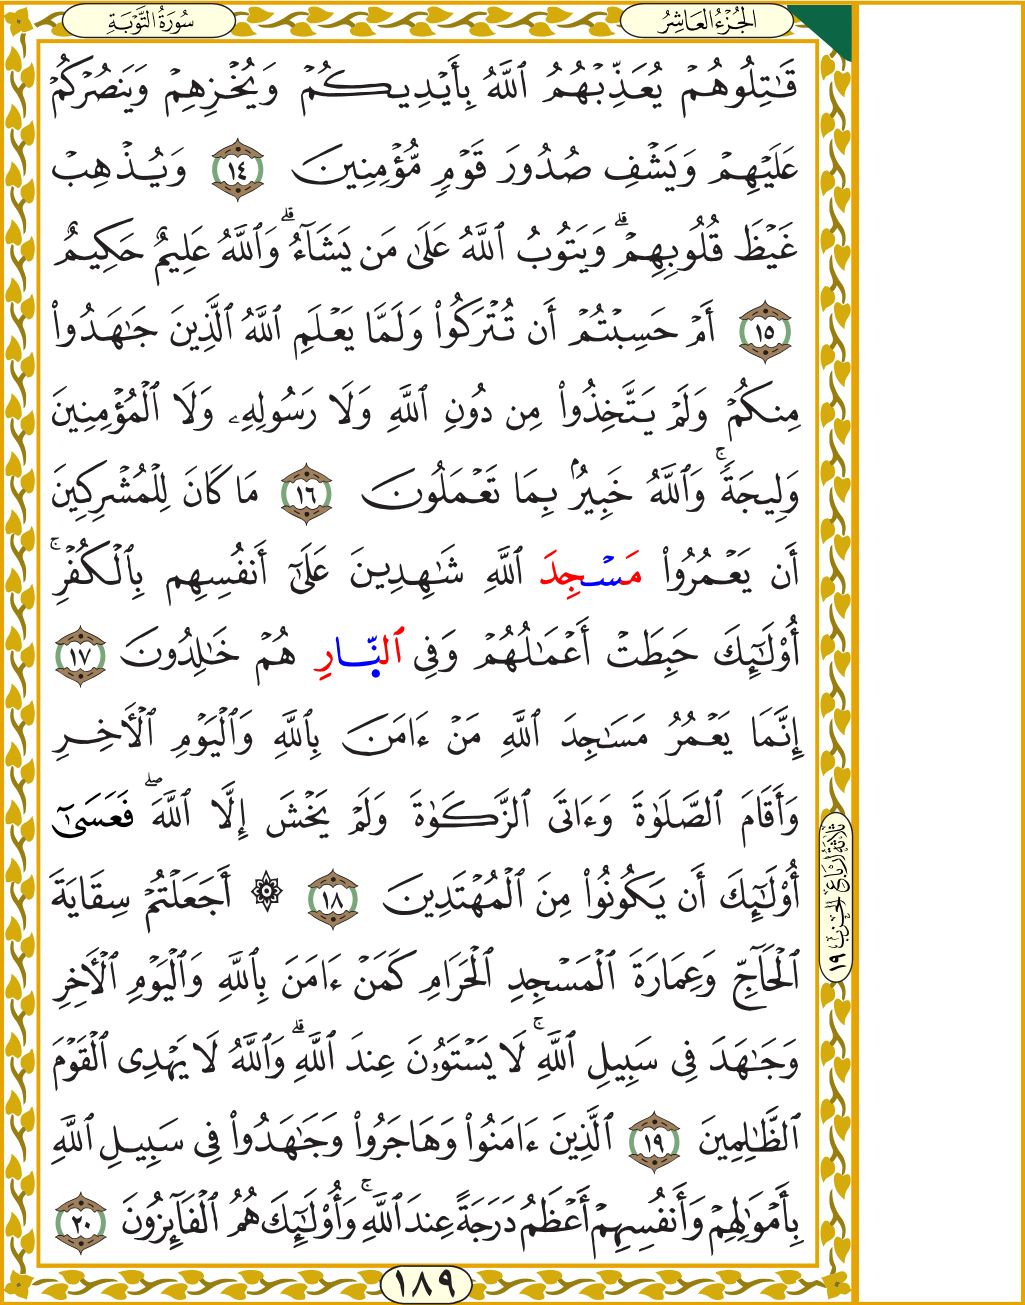 سُورَةُ التَّوۡبَةِ
الجُزۡءُ العَاشِرُ
قَٰتِلُوهُمۡ يُعَذِّبۡهُمُ ٱللَّهُ بِأَيۡدِيكُمۡ وَيُخۡزِهِمۡ وَيَنصُرۡكُمۡ
عَلَيۡهِمۡ وَيَشۡفِ صُدُورَ قَوۡمٖ مُّؤۡمِنِينَ ١٤ وَيُذۡهِبۡ
غَيۡظَ قُلُوبِهِمۡۗ وَيَتُوبُ ٱللَّهُ عَلَىٰ مَن يَشَآءُۗ وَٱللَّهُ عَلِيمٌ حَكِيمٌ
١٥ أَمۡ حَسِبۡتُمۡ أَن تُتۡرَكُواْ وَلَمَّا يَعۡلَمِ ٱللَّهُ ٱلَّذِينَ جَٰهَدُواْ
مِنكُمۡ وَلَمۡ يَتَّخِذُواْ مِن دُونِ ٱللَّهِ وَلَا رَسُولِهِۦ وَلَا ٱلۡمُؤۡمِنِينَ
وَلِيجَةٗۚ وَٱللَّهُ خَبِيرُۢ بِمَا تَعۡمَلُونَ ١٦ مَا كَانَ لِلۡمُشۡرِكِينَ
أَن يَعۡمُرُواْ مَسۡجِدَ ٱللَّهِ شَٰهِدِينَ عَلَىٰٓ أَنفُسِهِم بِٱلۡكُفۡرِۚ
أُوْلَٰٓئِكَ حَبِطَتۡ أَعۡمَٰلُهُمۡ وَفِي ٱلنِّ۪ارِ هُمۡ خَٰلِدُونَ ١٧
إِنَّمَا يَعۡمُرُ مَسَٰجِدَ ٱللَّهِ مَنۡ ءَامَنَ بِٱللَّهِ وَٱلۡيَوۡمِ ٱلۡأٓخِرِ
وَأَقَامَ ٱلصَّلَوٰةَ وَءَاتَى ٱلزَّكَوٰةَ وَلَمۡ يَخۡشَ إِلَّا ٱللَّهَۖ فَعَسَىٰٓ
أُوْلَٰٓئِكَ أَن يَكُونُواْ مِنَ ٱلۡمُهۡتَدِينَ ١٨ ۞ أَجَعَلۡتُمۡ سِقَايَةَ
ٱلۡحَآجِّ وَعِمَارَةَ ٱلۡمَسۡجِدِ ٱلۡحَرَامِ كَمَنۡ ءَامَنَ بِٱللَّهِ وَٱلۡيَوۡمِ ٱلۡأٓخِرِ
وَجَٰهَدَ فِي سَبِيلِ ٱللَّهِۚ لَا يَسۡتَوُۥنَ عِندَ ٱللَّهِۗ وَٱللَّهُ لَا يَهۡدِي ٱلۡقَوۡمَ
ٱلظَّٰلِمِينَ ١٩ ٱلَّذِينَ ءَامَنُواْ وَهَاجَرُواْ وَجَٰهَدُواْ فِي سَبِيلِ ٱللَّهِ
بِأَمۡوَٰلِهِمۡ وَأَنفُسِهِمۡ أَعۡظَمُ دَرَجَةً عِندَ ٱللَّهِۚ وَأُوْلَٰٓئِكَ هُمُ ٱلۡفَآئِزُونَ ٢٠
ثَلَاثَةُ أَرۡبَاعِ الحِزۡبِ ١٩
١٨٩